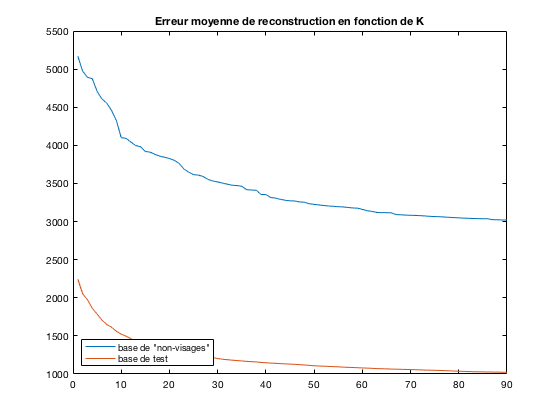 Erreur moyenne de reconstruction en fonction de K
5500
5000
4500
4000
3500
3000
2500
2000
1500
1000
base de "non-visages"
base de test
0 10 20 30 40 50 60 70 80 90